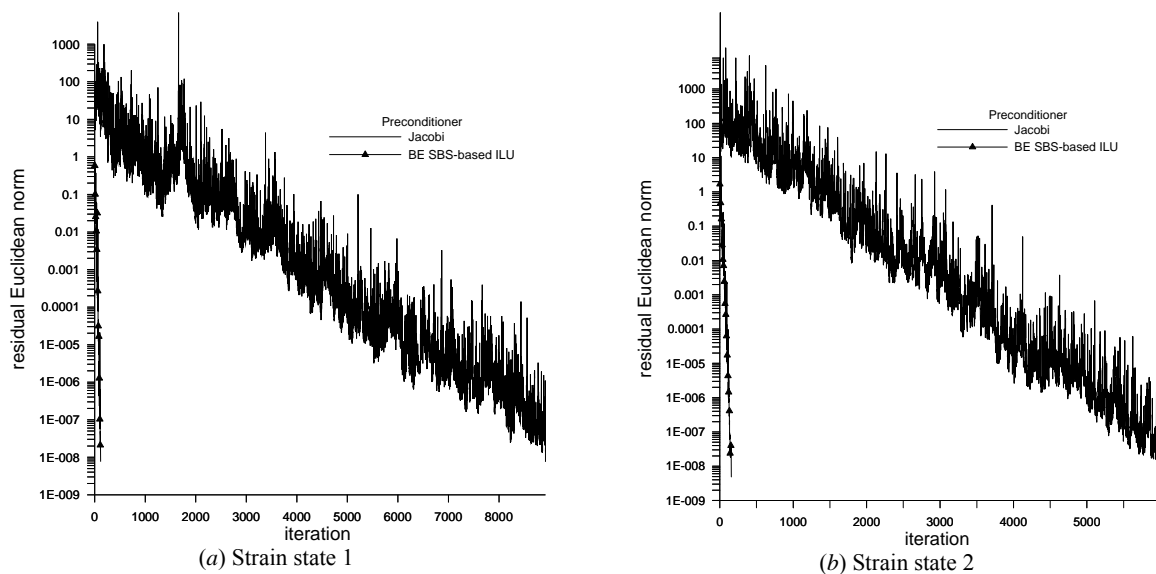 1000
100
10
1
0.1
0.01
0.001
0.0001
1E-005
1E-006
1E-007
1E-008
1E-009
residual Euclidean norm
Preconditioner
Jacobi
BE SBS-based ILU
0 1000 2000 3000 4000 5000 6000 7000 8000
iteration
(a) Strain state 1
1000
100
10
1
0.1
0.01
0.001
0.0001
1E-005
1E-006
1E-007
1E-008
1E-009
residual Euclidean norm
Preconditioner
Jacobi
BE SBS-based ILU
0 1000 2000 3000 4000 5000
iteration
(b) Strain state 2